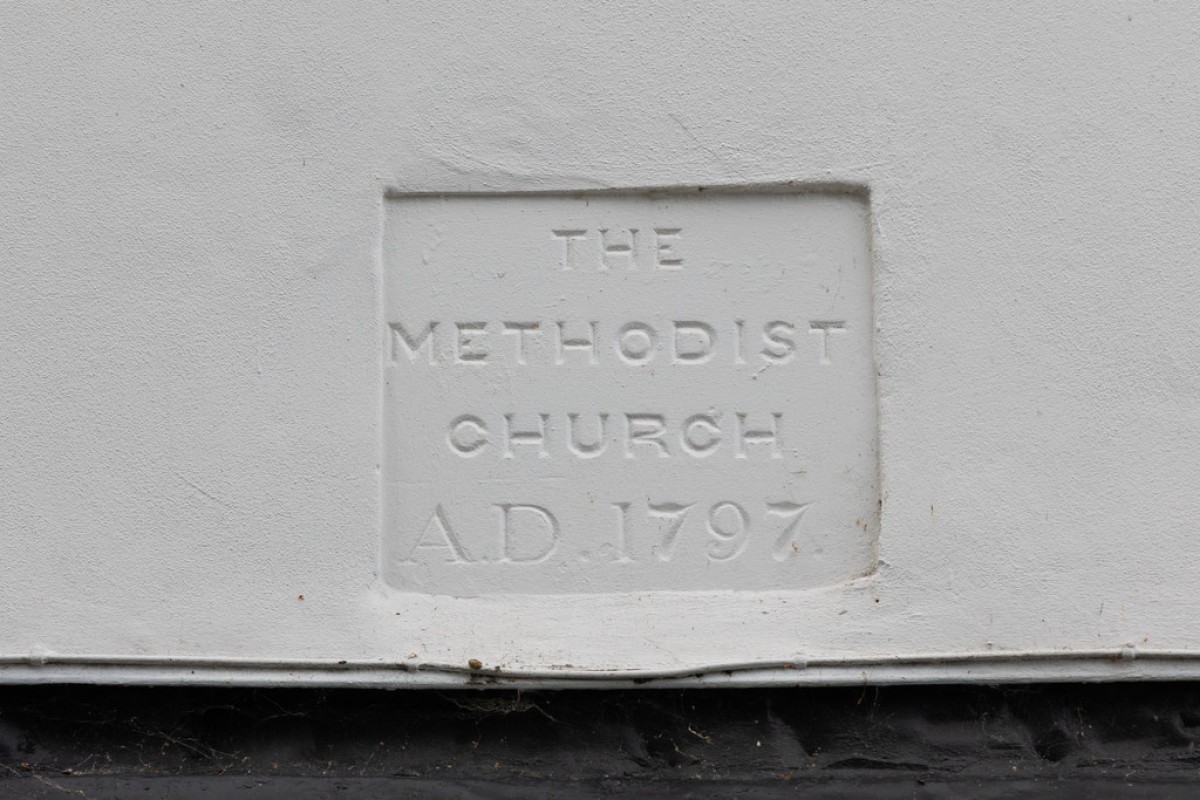 THE
METHODIST
CHURCH
A.D. 1797.